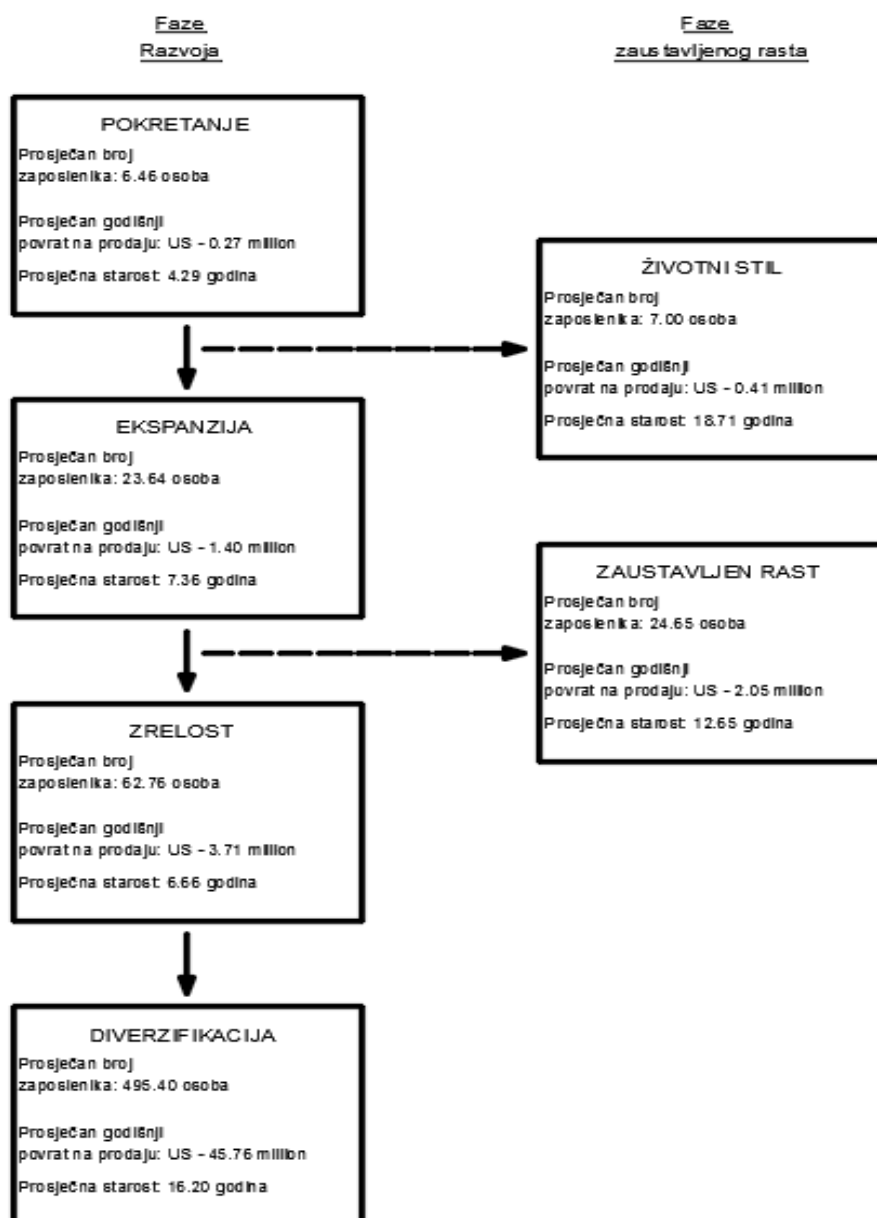 Faze
Razvoja
Faze
zaustavljenog rasta
POKRETANJE
Prosječan broj
zaposlenika: 6.46 osoba
Prosječan godišnji
povrat na prodaju: US - 0.27 million
Prosječna starost: 4.29 godina
ŽIVOTNI STIL
Prosječan broj
zaposlenika: 7.00 osoba
Prosječan godišnji
povrat na prodaju: US - 0.41 million
Prosječna starost: 18.71 godina
EKSPANZIJA
Prosječan broj
zaposlenika: 23.64 osoba
Prosječan godišnji
povrat na prodaju: US - 1.40 million
Prosječna starost: 7.36 godina
ZAUSTAVLJEN RAST
Prosječan broj
zaposlenika: 24.65 osoba
Prosječan godišnji
povrat na prodaju: US - 2.05 million
Prosječna starost: 12.65 godina
ZRELOST
Prosječan broj
zaposlenika: 62.76 osoba
Prosječan godišnji
povrat na prodaju: US - 3.71 million
Prosječna starost: 6.66 godina
DIVERZIFIKACIJA
Prosječan broj
zaposlenika: 495.40 osoba
Prosječan godišnji
povrat na prodaju: US - 45.76 million
Prosječna starost: 16.20 godina